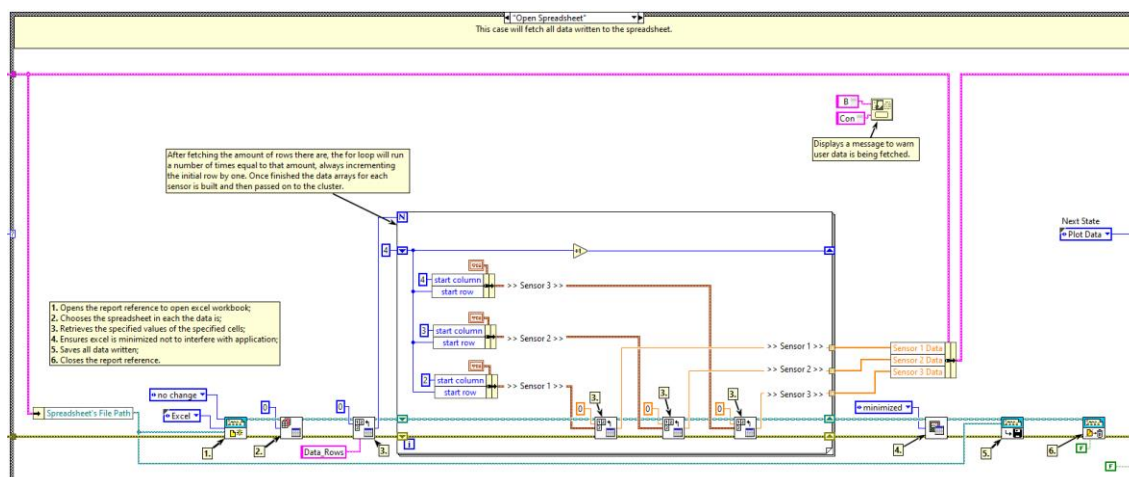 "Open Spreadsheet"
This case will fetch all data written to the spreadsheet.
B
Con
Displays a message to warn
user data is being fetched.
After fetching the amount of rows there are, the for loop will run
a number of times equal to that amount, always incrementing
the initial row by one. Once finished the data arrays for each
sensor is built and then passed on to the cluster.
N
4
+1
Next State
Plot Data
4
start column
start row
>> Sensor 3 >>
3
start column
start row
>> Sensor 2 >>
2
start column
start row
>> Sensor 1 >>
1. Opens the report reference to open excel workbook;
2. Chooses the spreadsheet in each the data is;
3. Retrieves the specified values of the specified cells;
4. Ensures excel is minimized not to interfere with application;
5. Saves all data written;
6. Closes the report reference.
>> Sensor 1 >>
>> Sensor 2 >>
>> Sensor 3 >>
Sensor 1 Data
Sensor 2 Data
Sensor 3 Data
no change
Excel
Spreadsheet's File Path
0
0
0
0
0
3.
3.
3.
minimized
i
1.
2.
Data_Rows
3.
4.
5.
6.
F
F